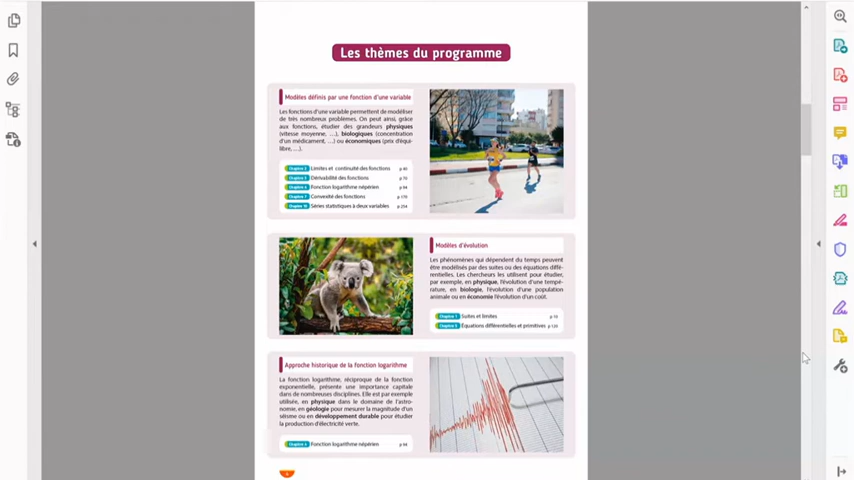 Les thèmes du programme
Modèles définis par une fonction d'une variable
Les fonctions d'une variable permettent de modéliser
de très nombreux problèmes. On peut ainsi, grâce
aux fonctions, étudier des grandeurs physiques
(vitesse moyenne, ...), biologiques (concentration
d'un médicament, ...) ou économiques (prix d'équi-
libre, ...).
Limites et continuité des fonctions
Dérivabilité des fonctions
Fonction logarithme népérien
Convexité des fonctions
Séries statistiques à deux variables
Modèles d'évolution
Les phénomènes qui dépendent du temps peuvent
être modélisés par des suites ou des équations diffé-
rentielles. Les chercheurs les utilisent pour étudier,
par exemple, en physique, l'évolution d'une tempé-
rature, en biologie, l'évolution d'une population
animale ou en économie l'évolution d'un coût.
Suites et limites
Équations différentielles et primitives
Approche historique de la fonction logarithme
La fonction logarithme, réciproque de la fonction
exponentielle, présente une importance capitale
dans de nombreuses disciplines. Elle est par exemple
utilisée, en physique dans le domaine de l'astro-
nomie, en géologie pour mesurer la magnitude d'un
séisme ou en développement durable pour étudier
la production d'électricité verte.
Fonction logarithme népérien